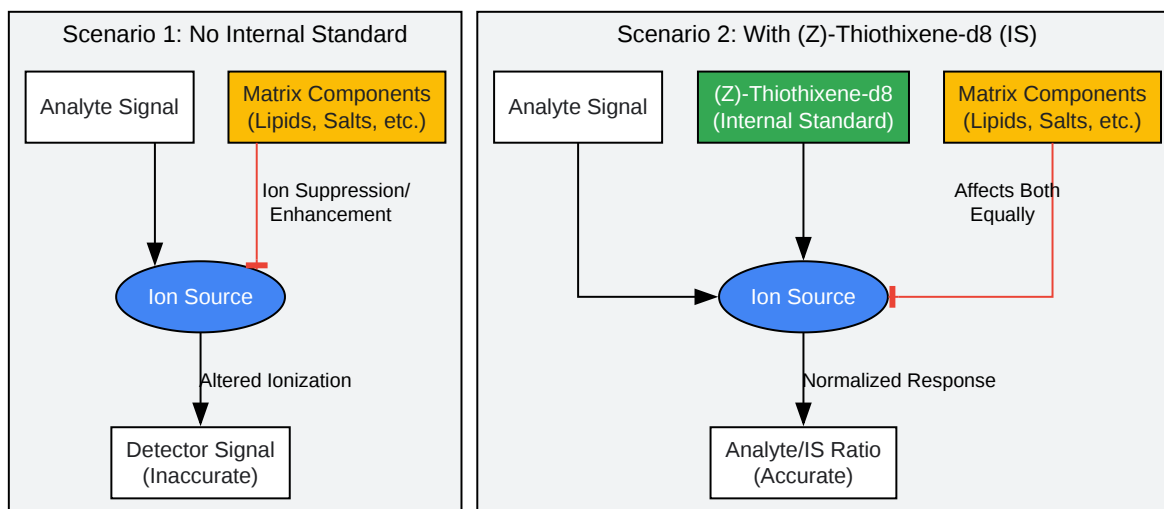 Scenario 1: No Internal Standard
Analyte Signal
Matrix Components
(Lipids, Salts, etc.)
Ion Suppression/
Enhancement
Ion Source
Altered Ionization
Detector Signal
(Inaccurate)
Scenario 2: With (Z)-Thiothixene-d8 (IS)
Analyte Signal
(Z)-Thiothixene-d8
(Internal Standard)
Matrix Components
(Lipids, Salts, etc.)
Affects Both
Equally
Ion Source
Normalized Response
Analyte/IS Ratio
(Accurate)